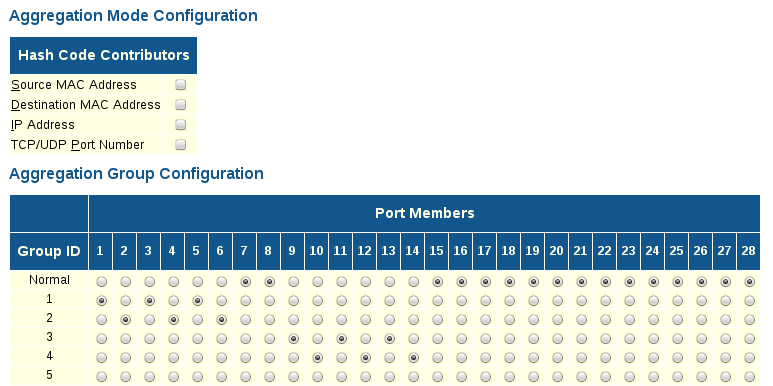 Aggregation Mode Configuration
Hash Code Contributors
Source MAC Address
Destination MAC Address
IP Address
TCP/UDP Port Number
Aggregation Group Configuration
Port Members
Group ID 1 2 3 4 5 6 7 8 9 10 11 12 13 14 15 16 17 18 19 20 21 22 23 24 25 26 27 28
Normal
1
2
3
4
5